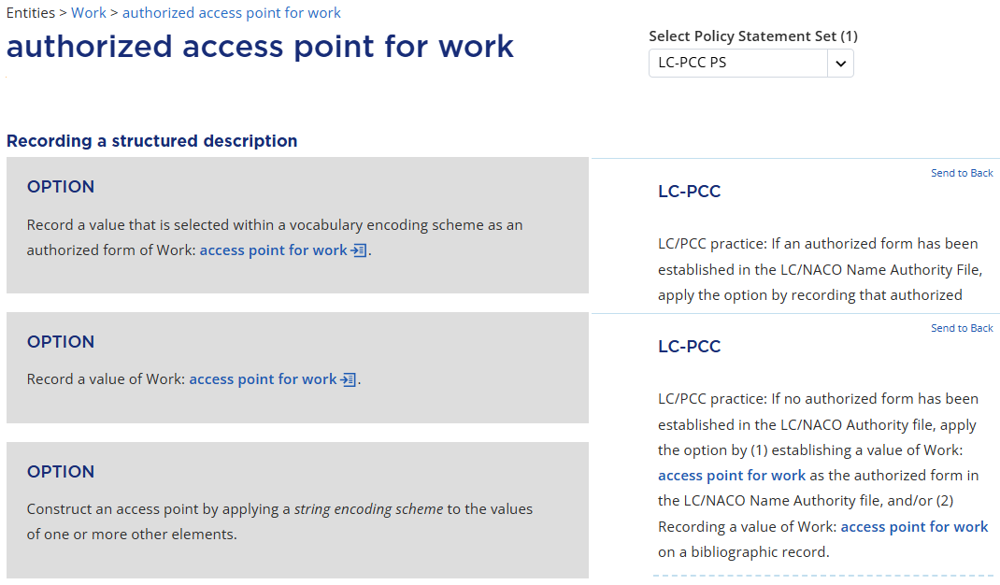 Entities > Work > authorized access point for work
authorized access point for work
Select Policy Statement Set (1)
LC-PCC PS
Recording a structured description
OPTION
Record a value that is selected within a vocabulary encoding scheme as an
authorized form of Work: access point for work.
Send to Back
LC-PCC
LC/PCC practice: If an authorized form has been
established in the LC/NACO Name Authority File,
apply the option by recording that authorized
OPTION
Record a value of Work: access point for work.
Send to Back
LC-PCC
LC/PCC practice: If no authorized form has been
established in the LC/NACO Authority file, apply
the option by (1) establishing a value of Work:
access point for work as the authorized form in
the LC/NACO Name Authority file, and/or (2)
Recording a value of Work: access point for work
on a bibliographic record.
OPTION
Construct an access point by applying a string encoding scheme to the values
of one or more other elements.